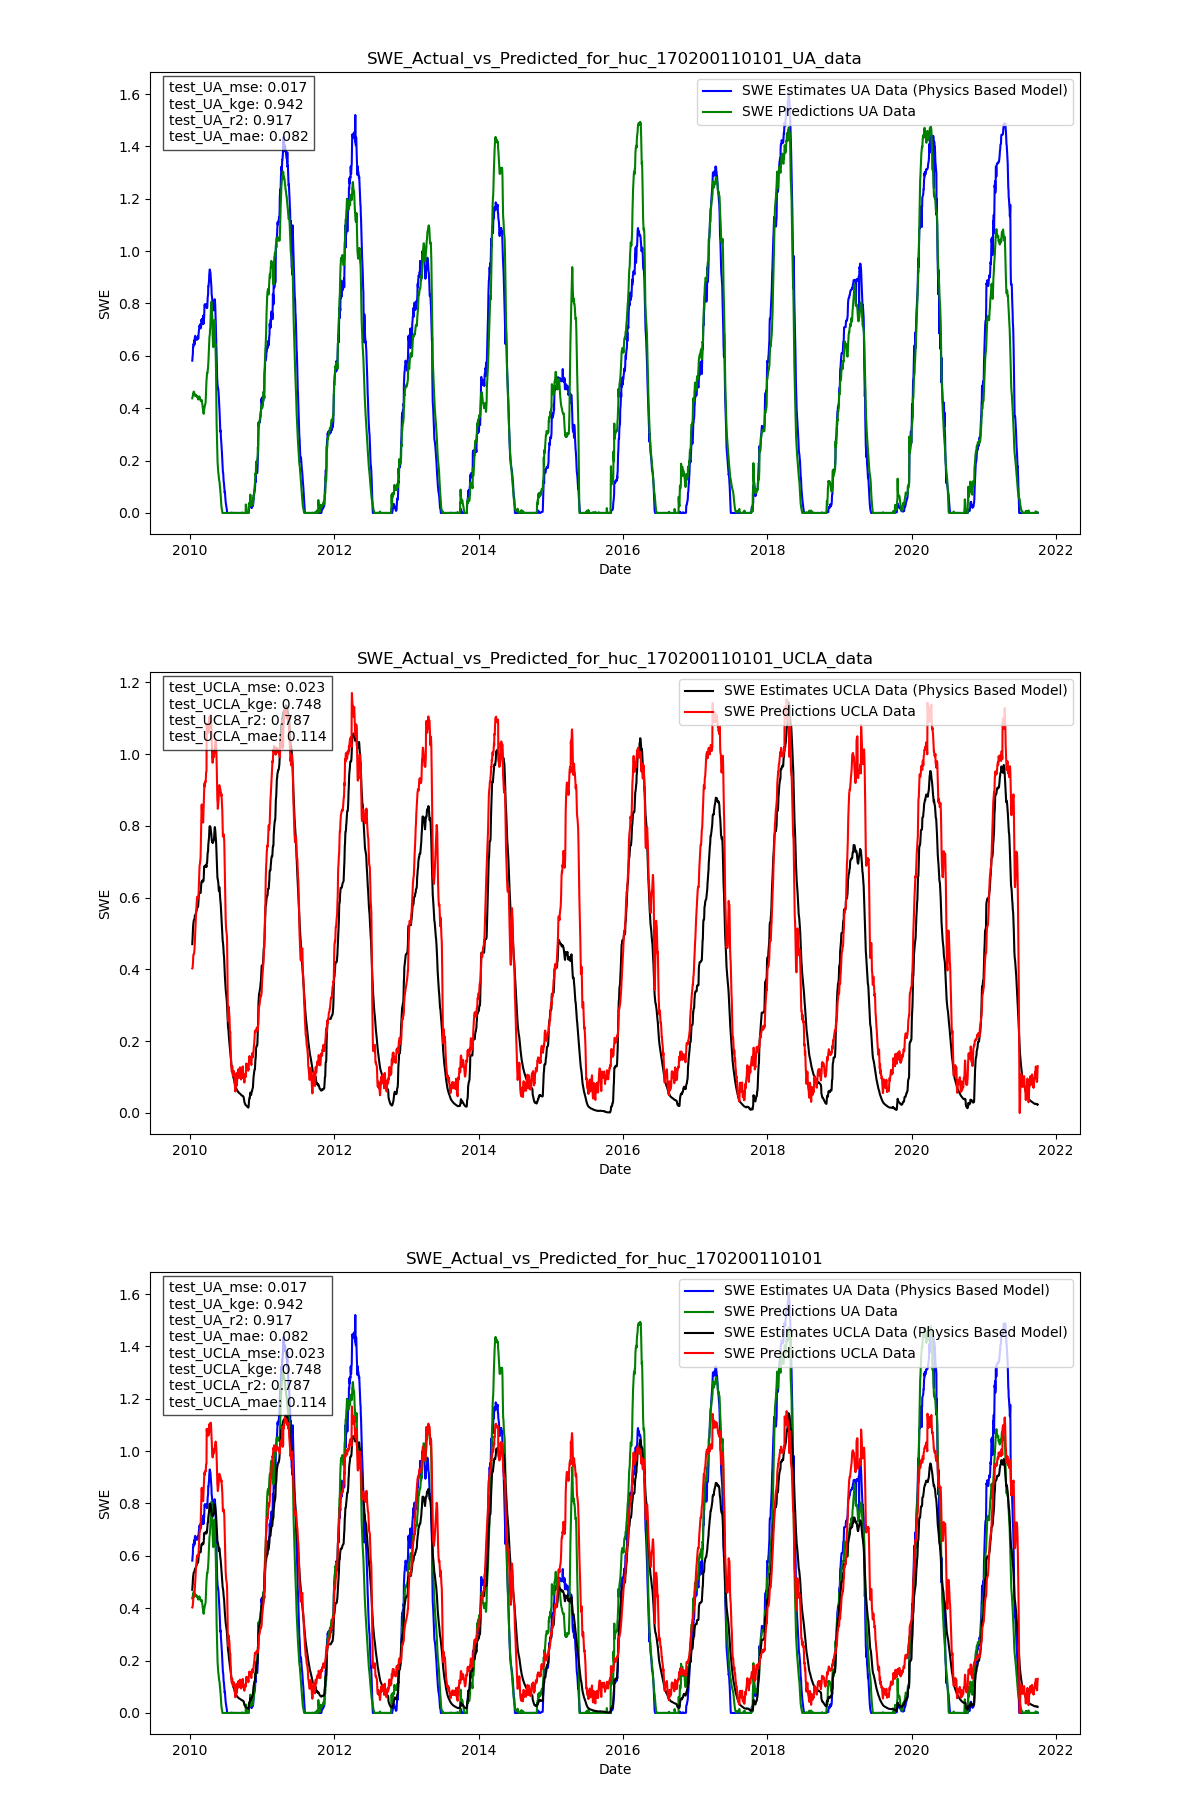 SWE_Actual_vs_Predicted_for_huc_170200110101_UA_data
test_UA_mse: 0.017
test_UA_kge: 0.942
test_UA_r2: 0.917
test_UA_mae: 0.082
SWE Estimates UA Data (Physics Based Model)
SWE Predictions UA Data
SWE
1.6
1.4
1.2
1.0
0.8
0.6
0.4
0.2
0.0
2010 2012 2014 2016 2018 2020 2022
Date
SWE_Actual_vs_Predicted_for_huc_170200110101_UCLA_data
test_UCLA_mse: 0.023
test_UCLA_kge: 0.748
test_UCLA_r2: 0.787
test_UCLA_mae: 0.114
SWE Estimates UCLA Data (Physics Based Model)
SWE Predictions UCLA Data
SWE
1.2
1.0
0.8
0.6
0.4
0.2
0.0
2010 2012 2014 2016 2018 2020 2022
Date
SWE_Actual_vs_Predicted_for_huc_170200110101
test_UA_mse: 0.017
test_UA_kge: 0.942
test_UA_r2: 0.917
test_UA_mae: 0.082
test_UCLA_mse: 0.023
test_UCLA_kge: 0.748
test_UCLA_r2: 0.787
test_UCLA_mae: 0.114
SWE Estimates UA Data (Physics Based Model)
SWE Predictions UA Data
SWE Estimates UCLA Data (Physics Based Model)
SWE Predictions UCLA Data
SWE
1.6
1.4
1.2
1.0
0.8
0.6
0.4
0.2
0.0
2010 2012 2014 2016 2018 2020 2022
Date